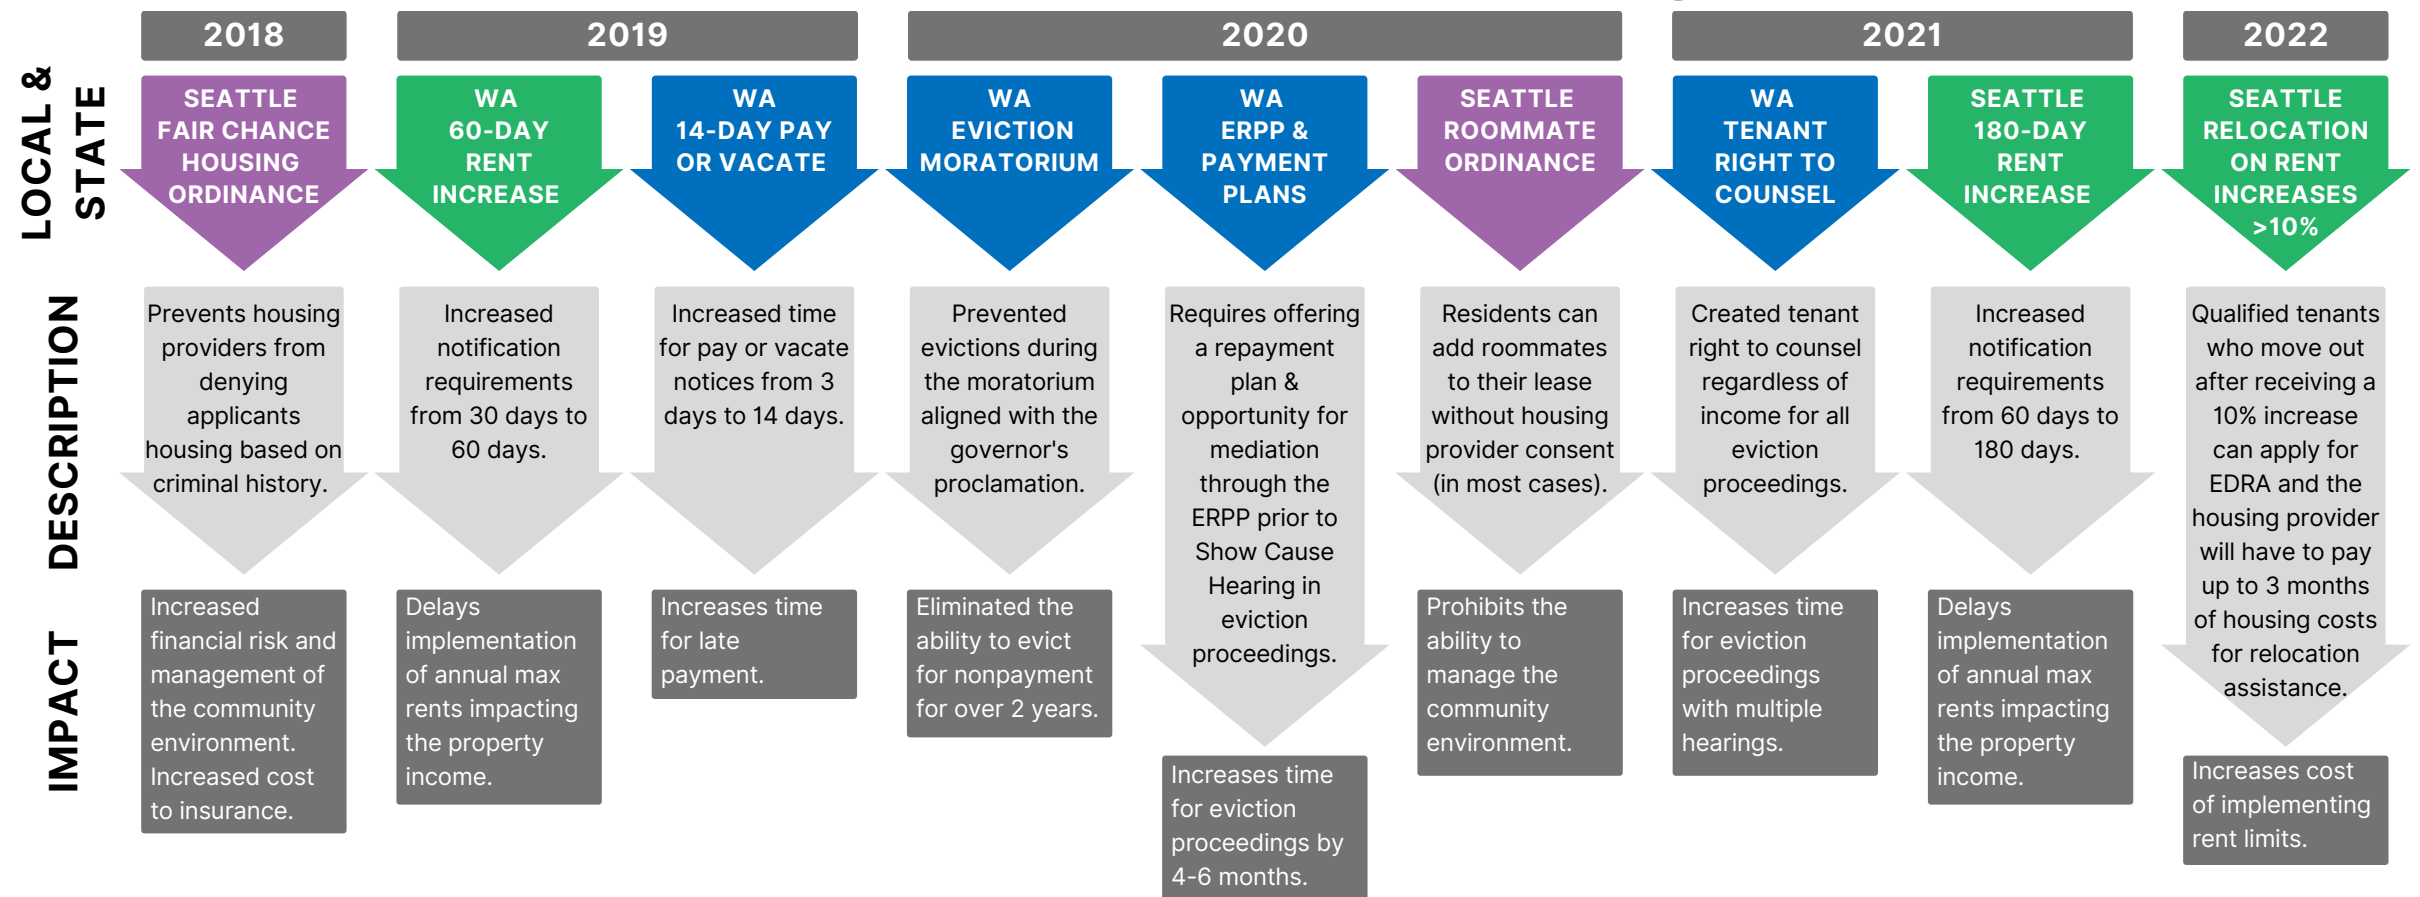 2018
2019
2020
2021
2022
LOCAL &
STATE
SEATTLE
FAIR CHANCE
HOUSING
ORDINANCE
WA
60-DAY
RENT
INCREASE
WA
14-DAY PAY
OR VACATE
WA
EVICTION
MORATORIUM
WA
ERPP &
PAYMENT
PLANS
SEATTLE
ROOMMATE
ORDINANCE
WA
TENANT
RIGHT TO
COUNSEL
SEATTLE
180-DAY
RENT
INCREASE
SEATTLE
RELOCATION
ON RENT
INCREASES
>10%
DESCRIPTION
Prevents housing
providers from
denying
applicants
housing based on
criminal history.
Increased
notification
requirements
from 30 days to
60 days.
Increased time
for pay or vacate
notices from 3
days to 14 days.
Prevented
evictions during
the moratorium
aligned with the
governor's
proclamation.
Requires offering
a repayment
plan &
opportunity for
mediation
through the
ERPP prior to
Show Cause
Hearing in
eviction
proceedings.
Residents can
add roommates
to their lease
without housing
provider consent
(in most cases).
Created tenant
right to counsel
regardless of
income for all
eviction
proceedings.
Increased
notification
requirements
from 60 days to
180 days.
Qualified tenants
who move out
after receiving a
10% increase
can apply for
EDRA and the
housing provider
will have to pay
up to 3 months
of housing costs
for relocation
assistance.
IMPACT
Increased
financial risk and
management of
the community
environment.
Increased cost
to insurance.
Delays
implementation
of annual max
rents impacting
the property
income.
Increases time
for late
payment.
Eliminated the
ability to evict
for nonpayment
for over 2 years.
Increases time
for eviction
proceedings by
4-6 months.
Prohibits the
ability to
manage the
community
environment.
Increases time
for eviction
proceedings
with multiple
hearings.
Delays
implementation
of annual max
rents impacting
the property
income.
Increases cost
of implementing
rent limits.